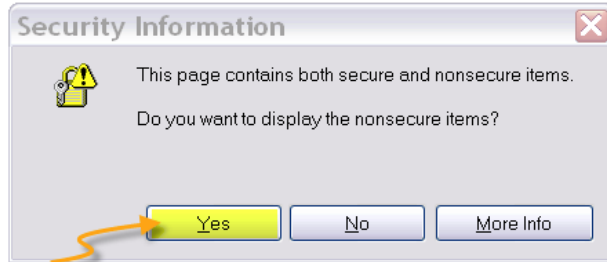 Security Information
This page contains both secure and nonsecure items.
Do you want to display the nonsecure items?
Yes No More Info